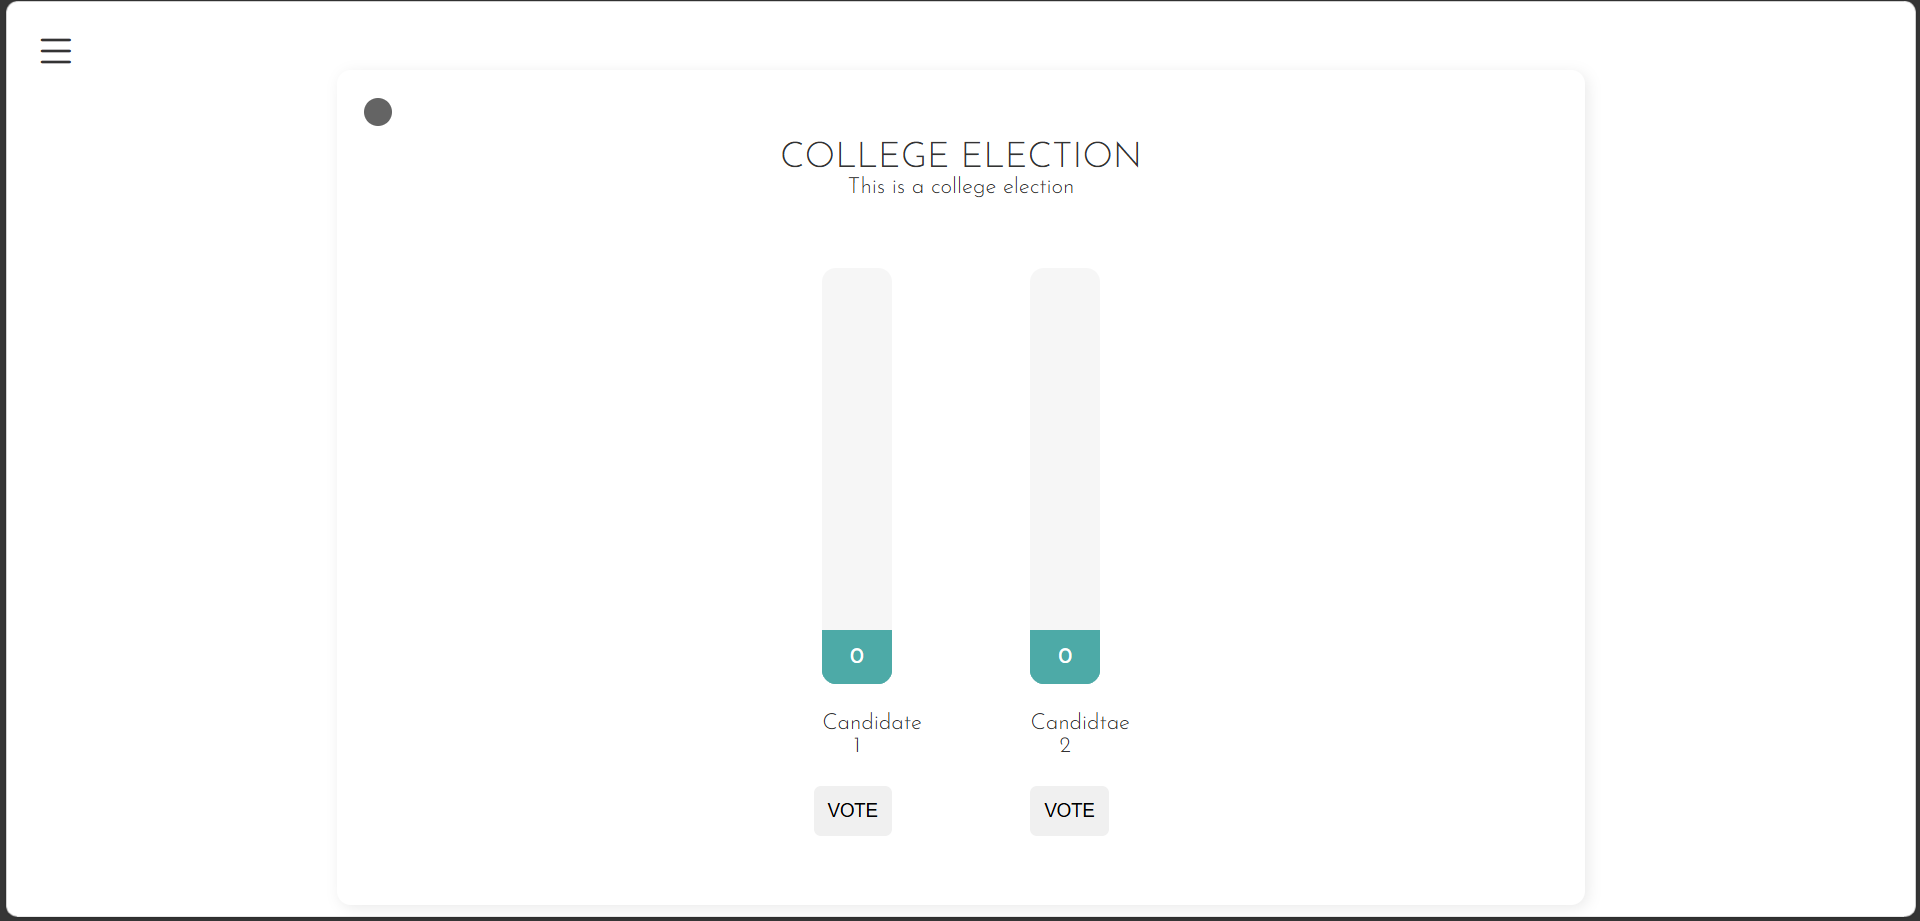 COLLEGE ELECTION
This is a college election
0 0
Candidate Candidtae
1 2
VOTE VOTE